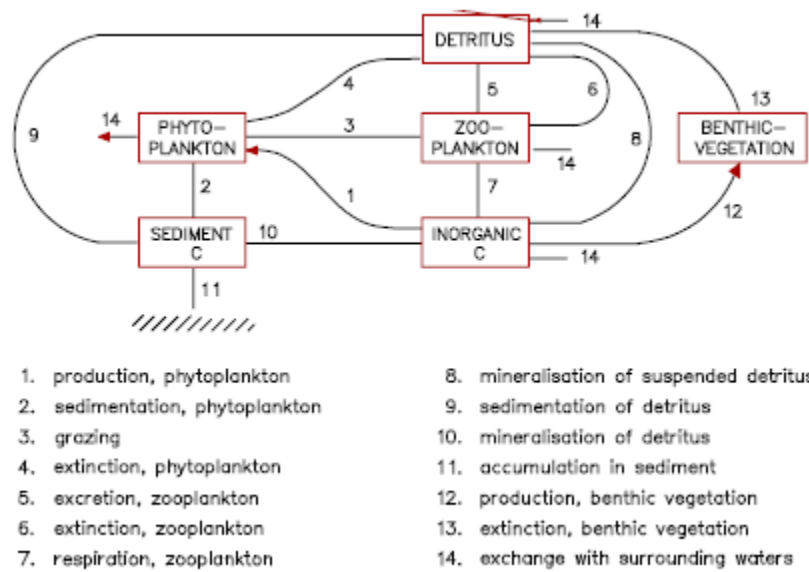 14
DETRITUS
4
5
6
13
9
14
PHYTO-
PLANKTON
3
ZOO-
PLANKTON
14
8
BENTHIC-
VEGETATION
2
1
7
12
SEDIMENT
C
10
INORGANIC
C
14
11
1. production, phytoplankton
2. sedimentation, phytoplankton
3. grazing
4. extinction, phytoplankton
5. excretion, zooplankton
6. extinction, zooplankton
7. respiration, zooplankton
8. mineralisation of suspended detritus
9. sedimentation of detritus
10. mineralisation of detritus
11. accumulation in sediment
12. production, benthic vegetation
13. extinction, benthic vegetation
14. exchange with surrounding waters